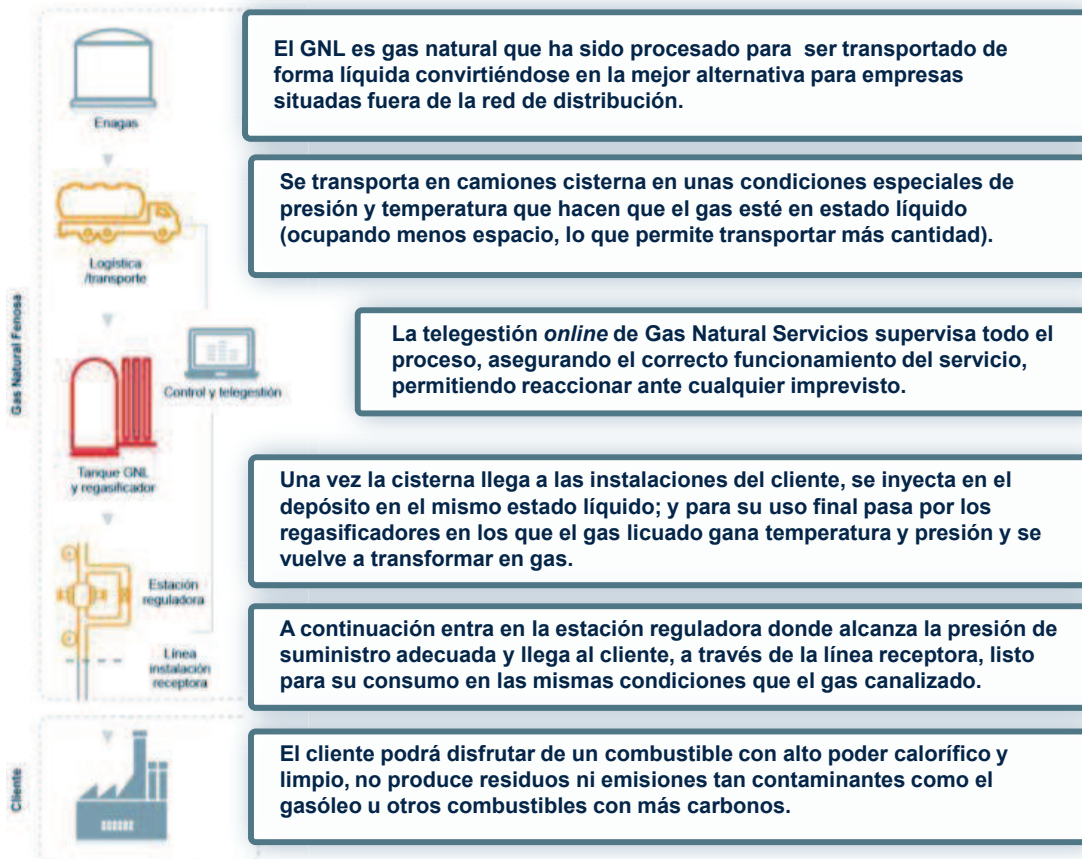 Enagas
El GNL es gas natural que ha sido procesado para ser transportado de
forma líquida convirtiéndose en la mejor alternativa para empresas
situadas fuera de la red de distribución.
Logística
/transporte
Se transporta en camiones cisterna en unas condiciones especiales de
presión y temperatura que hacen que el gas esté en estado líquido
(ocupando menos espacio, lo que permite transportar más cantidad).
Gas Natural Fenosa
Control y telegestión
La telegestión online de Gas Natural Servicios supervisa todo el
proceso, asegurando el correcto funcionamiento del servicio,
permitiendo reaccionar ante cualquier imprevisto.
Tanque GNL
y regasificador
Una vez la cisterna llega a las instalaciones del cliente, se inyecta en el
depósito en el mismo estado líquido; y para su uso final pasa por los
regasificadores en los que el gas licuado gana temperatura y presión y se
vuelve a transformar en gas.
Estación
reguladora
Línea
instalación
receptora
A continuación entra en la estación reguladora donde alcanza la presión de
suministro adecuada y llega al cliente, a través de la línea receptora, listo
para su consumo en las mismas condiciones que el gas canalizado.
Cliente
El cliente podrá disfrutar de un combustible con alto poder calorífico y
limpio, no produce residuos ni emisiones tan contaminantes como el
gasóleo u otros combustibles con más carbonos.